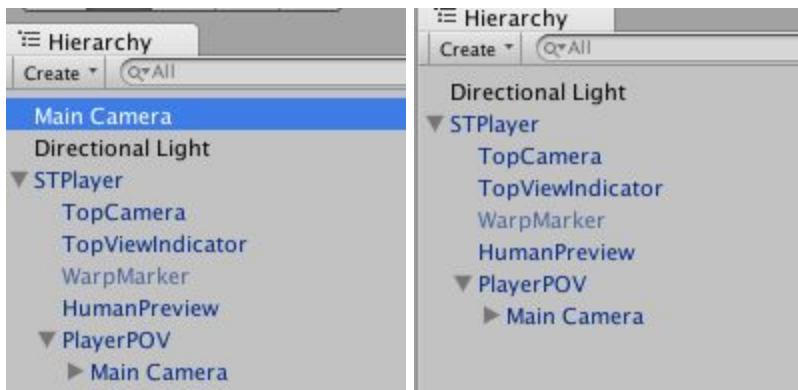 Hierarchy
Create
All
Main Camera
Directional Light
STPlayer
TopCamera
TopViewIndicator
WarpMarker
HumanPreview
PlayerPOV
Main Camera
Hierarchy
Create
All
Directional Light
STPlayer
TopCamera
TopViewIndicator
WarpMarker
HumanPreview
PlayerPOV
Main Camera